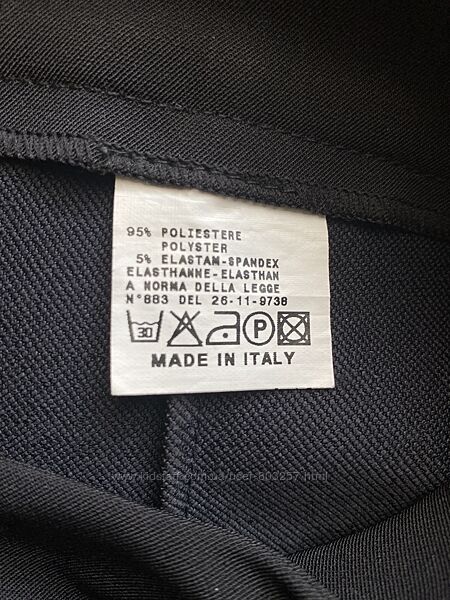 95% POLIESTERE
POLYSTER
5% ELASTAM-SPANDEX
ELASTHANNE-ELASTHAN
A NORMA DELLA LEGGE
N°883 DEL 26-11-9738
30 P
MADE IN ITALY